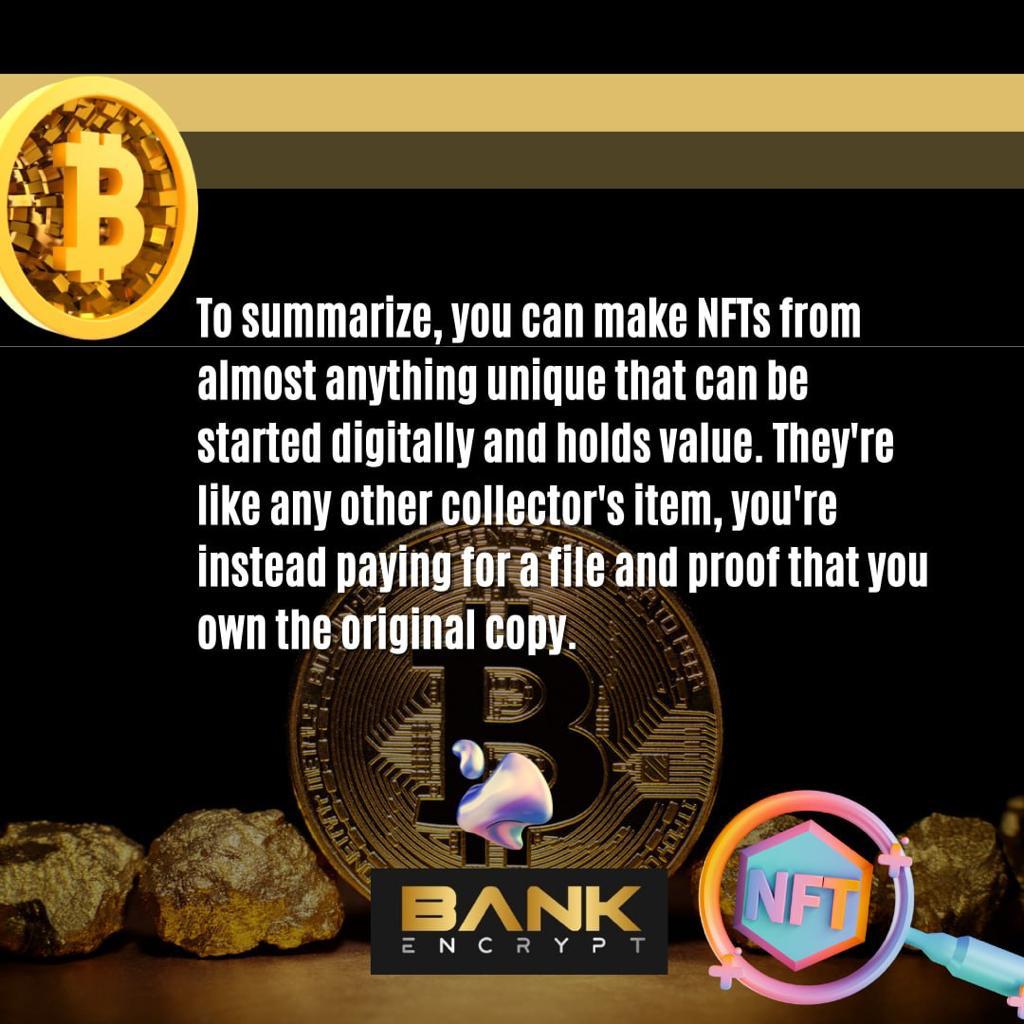 To summarize, you can make NFTs from
almost anything unique that can be
started digitally and holds value. They're
like any other collector's item, you're
instead paying for a file and proof that you
own the original copy.
BANK
ENCRYPT
NFT